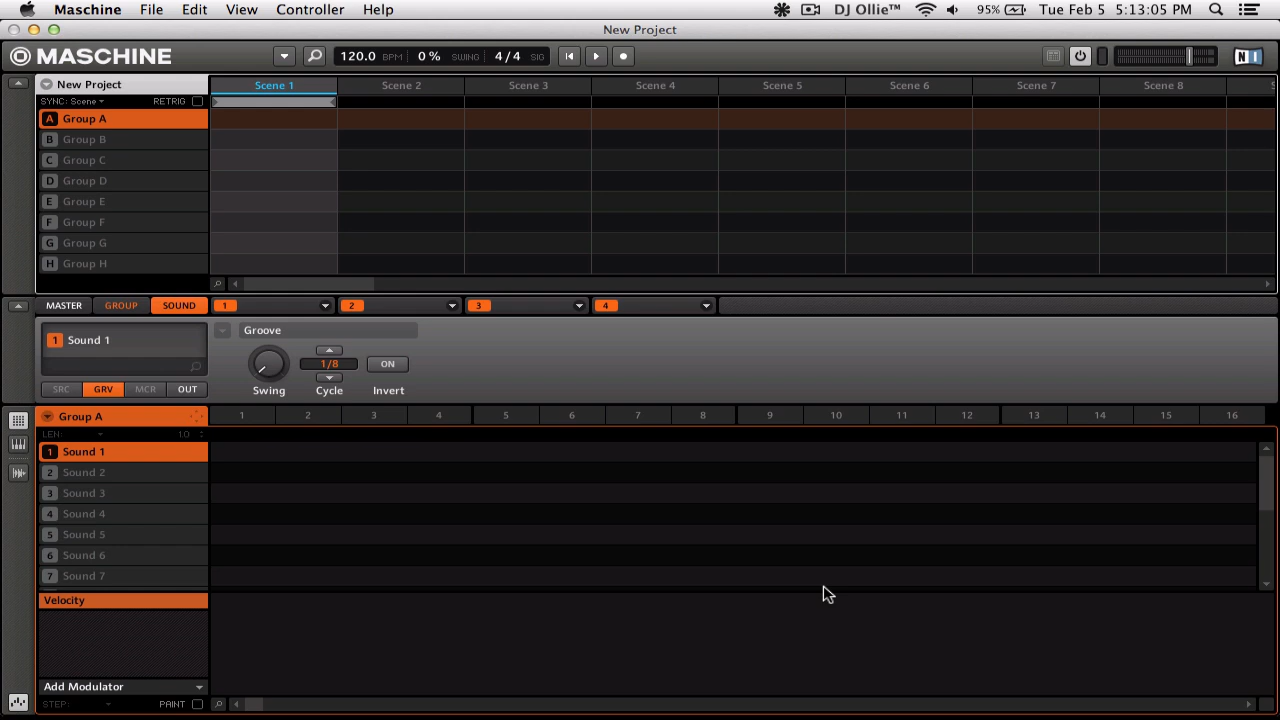 Maschine File Edit View Controller Help DJ Ollie™ 95% Tue Feb 5 5:13:05 PM
New Project
MASCHINE 120.0 BPM 0% SWING 4/4 SIG NI
New Project Scene 1 Scene 2 Scene 3 Scene 4 Scene 5 Scene 6 Scene 7 Scene 8 S
SYNC: Scene RETRIG
A Group A
B Group B
C Group C
D Group D
E Group E
F Group F
G Group G
H Group H
MASTER GROUP SOUND 1 2 3 4
Groove
1 Sound 1
1/8 ON
SRC GRV MCR OUT Swing Cycle Invert
Group A 1 2 3 4 5 6 7 8 9 10 11 12 13 14 15 16
LEN:
1 Sound 1
2 Sound 2
3 Sound 3
4 Sound 4
5 Sound 5
6 Sound 6
7 Sound 7
Velocity
Add Modulator
STEP: PAINT